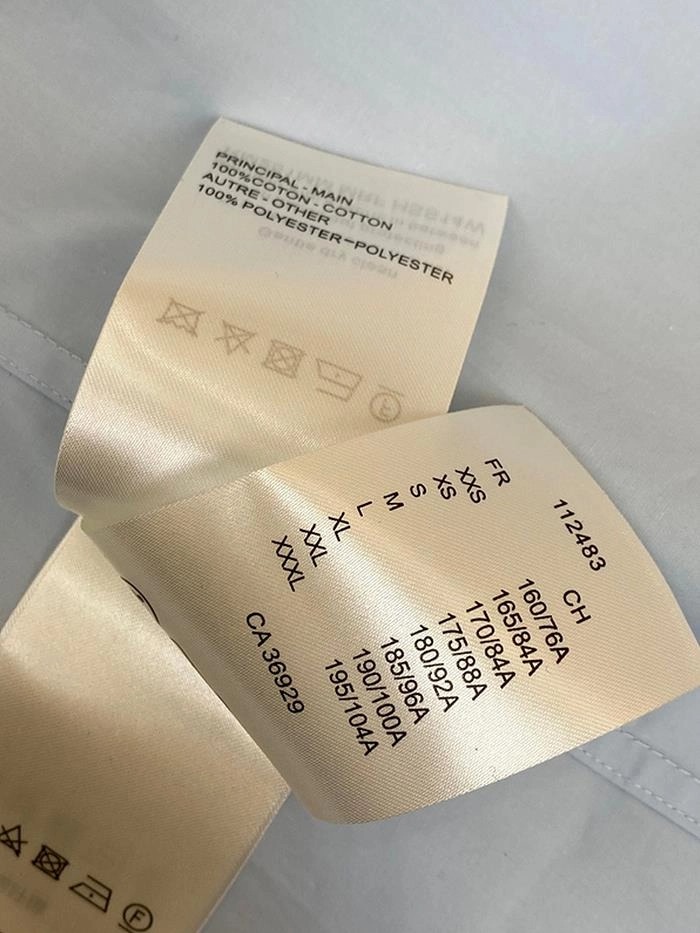 PRINCIPAL - MAIN
100%COTON - COTTON
AUTRE - OTHER
100% POLYESTER-POLYESTER
F
112483
FR CH
XXS 160/76A
XS 165/84A
S 170/84A
M 175/88A
L 180/92A
XL 185/96A
XXL 190/100A
XXXL 195/104A
CA 36929
F